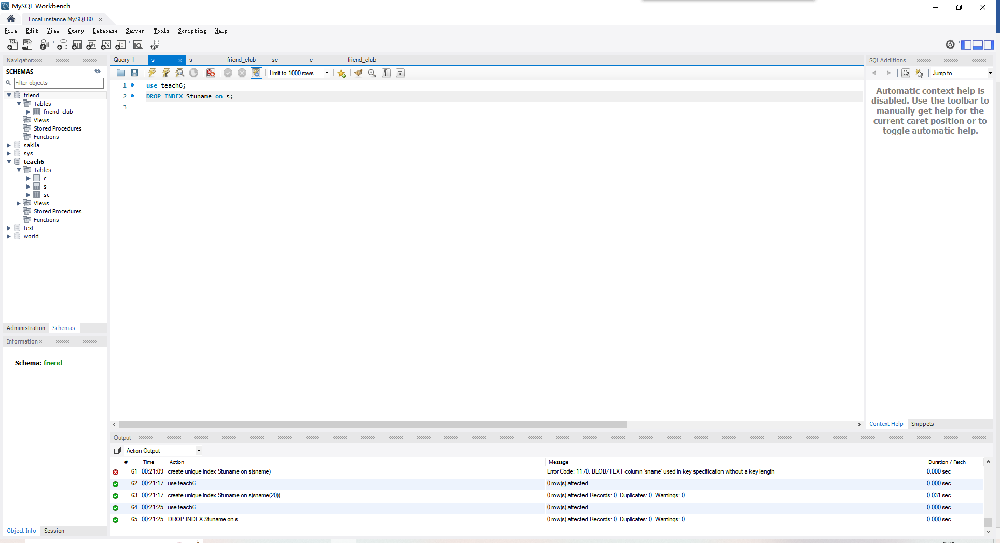 MySQL Workbench
Local instance MySQL80
File Edit View Query Database Server Tools Scripting Help
Navigator
SCHEMAS
Filter objects
friend
Tables
friend_club
Views
Stored Procedures
Functions
sakila
sys
teach6
Tables
c
s
sc
Views
Stored Procedures
Functions
text
world
Administration Schemas
Information
Schema: friend
Object Info Session
Query 1 s s friend_club sc c friend_club
Limit to 1000 rows
1 use teach6;
2 DROP INDEX Stuname on s;
3
SQLAdditions
Jump to
Automatic context help is
disabled. Use the toolbar to
manually get help for the
current caret position or to
toggle automatic help.
Context Help Snippets
Output
Action Output
# Time Action Message Duration / Fetch
61 00:21:09 create unique index Stuname on s(sname) Error Code: 1170. BLOB/TEXT column 'sname' used in key specification without a key length 0.000 sec
62 00:21:17 use teach6 0 row(s) affected 0.000 sec
63 00:21:17 create unique index Stuname on s(sname(20)) 0 row(s) affected Records: 0 Duplicates: 0 Warnings: 0 0.031 sec
64 00:21:25 use teach6 0 row(s) affected 0.000 sec
65 00:21:25 DROP INDEX Stuname on s 0 row(s) affected Records: 0 Duplicates: 0 Warnings: 0 0.000 sec